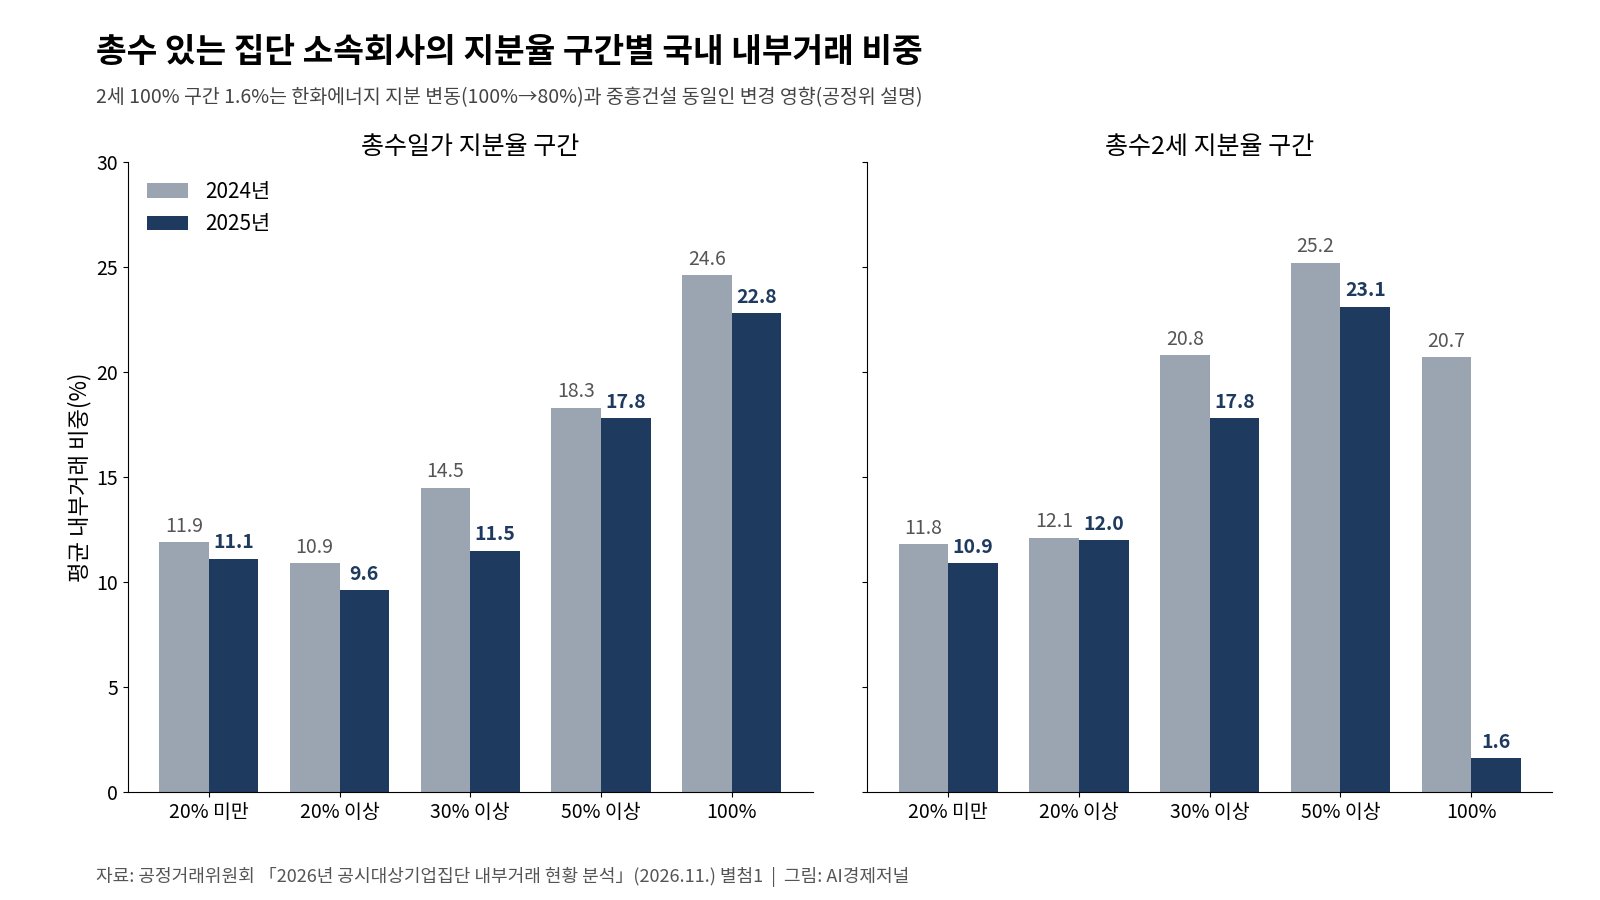 총수 있는 집단 소속회사의 지분율 구간별 국내 내부거래 비중
2세 100% 구간 1.6%는 한화에너지 지분 변동(100%→80%)과 중흥건설 동일인 변경 영향(공정위 설명)
총수일가 지분율 구간
평균 내부거래 비중(%)
30
25
20
15
10
5
0
2024년
2025년
11.9
11.1
10.9
9.6
14.5
11.5
18.3
17.8
24.6
22.8
20% 미만
20% 이상
30% 이상
50% 이상
100%
총수2세 지분율 구간
11.8
10.9
12.1
12.0
20.8
17.8
25.2
23.1
20.7
1.6
20% 미만
20% 이상
30% 이상
50% 이상
100%
자료: 공정거래위원회 「2026년 공시대상기업집단 내부거래 현황 분석」(2026.11.) 별첨1 | 그림: AI경제저널